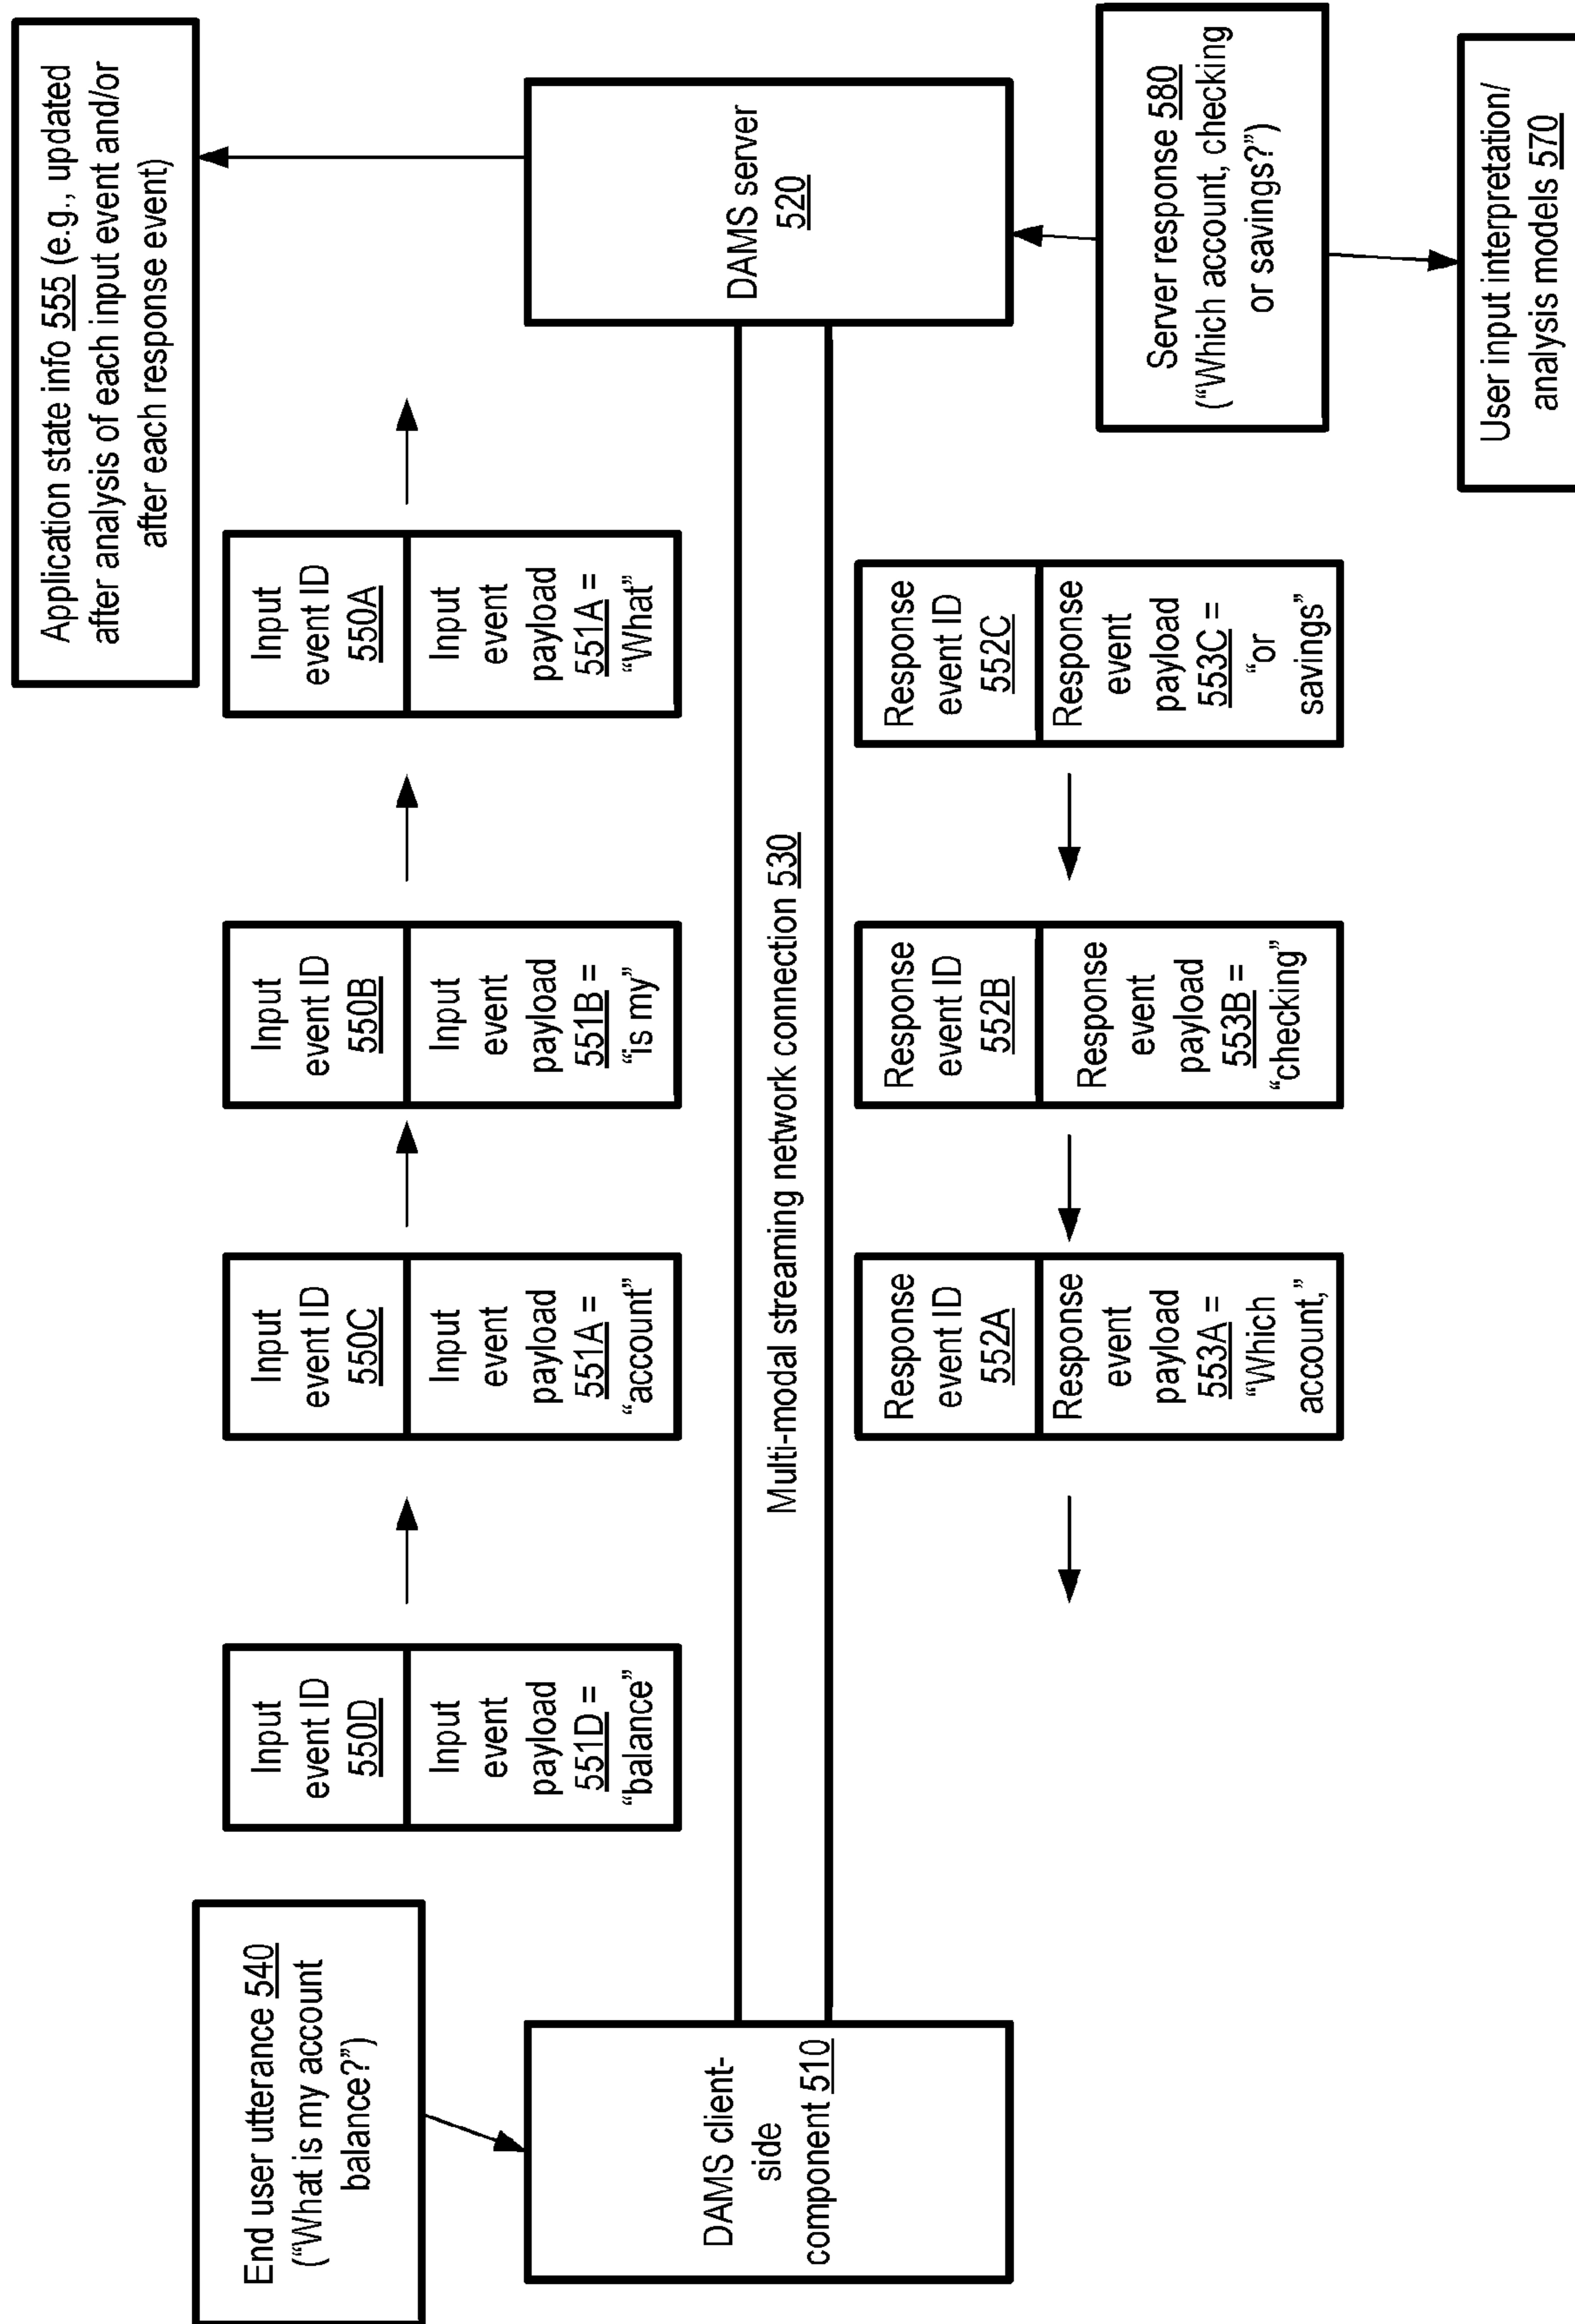 End user utterance 540
(“What is my account
balance?”)
Application state info 555 (e.g., updated
after analysis of each input event and/or
after each response event)
Input
event ID
550D
Input
event
payload
551D =
“balance”
Input
event ID
550C
Input
event
payload
551A =
“account”
Input
event ID
550B
Input
event
payload
551B =
“is my”
Input
event ID
550A
Input
event
payload
551A =
“What”
DAMS client-
side
component 510
Multi-modal streaming network connection 530
DAMS server
520
Response
event ID
552A
Response
event
payload
553A =
“Which
account,”
Response
event ID
552B
Response
event
payload
553B =
“checking”
Response
event ID
552C
Response
event
payload
553C =
“or
savings”
Server response 580
(“Which account, checking
or savings?”)
User input interpretation/
analysis models 570